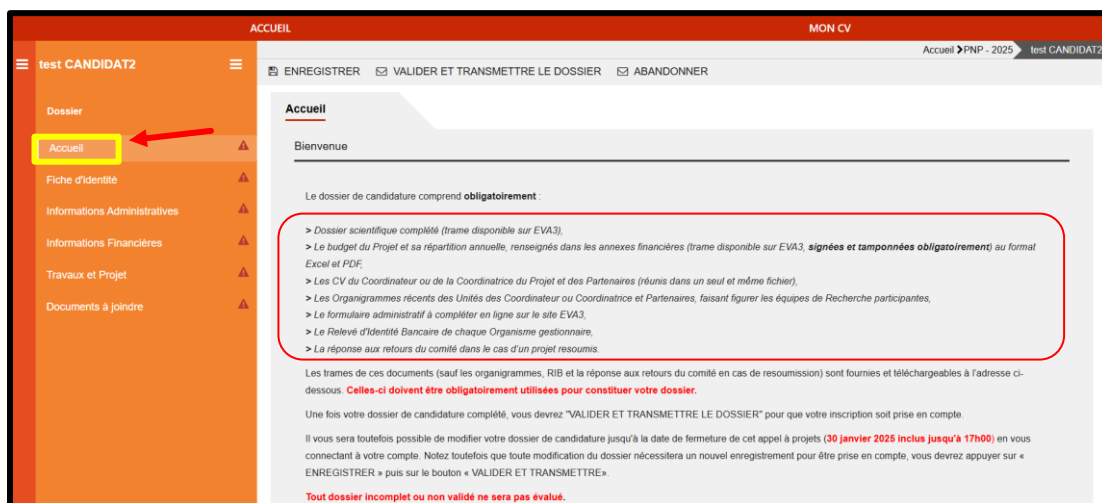 ACCUEIL
MON CV
test CANDIDAT2
Accueil > PNP - 2025
test CANDIDAT2
ENREGISTRER
VALIDER ET TRANSMETTRE LE DOSSIER
ABANDONNER
Dossier
Accueil
Fiche d'identité
Informations Administratives
Informations Financières
Travaux et Projet
Documents à joindre
Accueil
Bienvenue
Le dossier de candidature comprend obligatoirement :
> Dossier scientifique complété (trame disponible sur EVA3),
> Le budget du Projet et sa répartition annuelle, renseignés dans les annexes financières (trame disponible sur EVA3, signées et tamponnées obligatoirement) au format
Excel et PDF,
> Les CV du Coordinateur ou de la Coordinatrice du Projet et des Partenaires (réunis dans un seul et même fichier),
> Les Organigrammes récents des Unités des Coordinateur ou Coordinatrice et Partenaires, faisant figurer les équipes de Recherche participantes,
> Le formulaire administratif à compléter en ligne sur le site EVA3,
> Le Relevé d'Identité Bancaire de chaque Organisme gestionnaire,
> La réponse aux retours du comité dans le cas d'un projet resoumis.
Les trames de ces documents (sauf les organigrammes, RIB et la réponse aux retours du comité en cas de resoumission) sont fournies et téléchargeables à l'adresse ci-
dessous. Celles-ci doivent être obligatoirement utilisées pour constituer votre dossier.
Une fois votre dossier de candidature complété, vous devrez "VALIDER ET TRANSMETTRE LE DOSSIER" pour que votre inscription soit prise en compte.
Il vous sera toutefois possible de modifier votre dossier de candidature jusqu'à la date de fermeture de cet appel à projets (30 janvier 2025 inclus jusqu'à 17h00) en vous
connectant à votre compte. Notez toutefois que toute modification du dossier nécessitera un nouvel enregistrement pour être prise en compte, vous devrez appuyer sur «
ENREGISTRER » puis sur le bouton « VALIDER ET TRANSMETTRE».
Tout dossier incomplet ou non validé ne sera pas évalué.